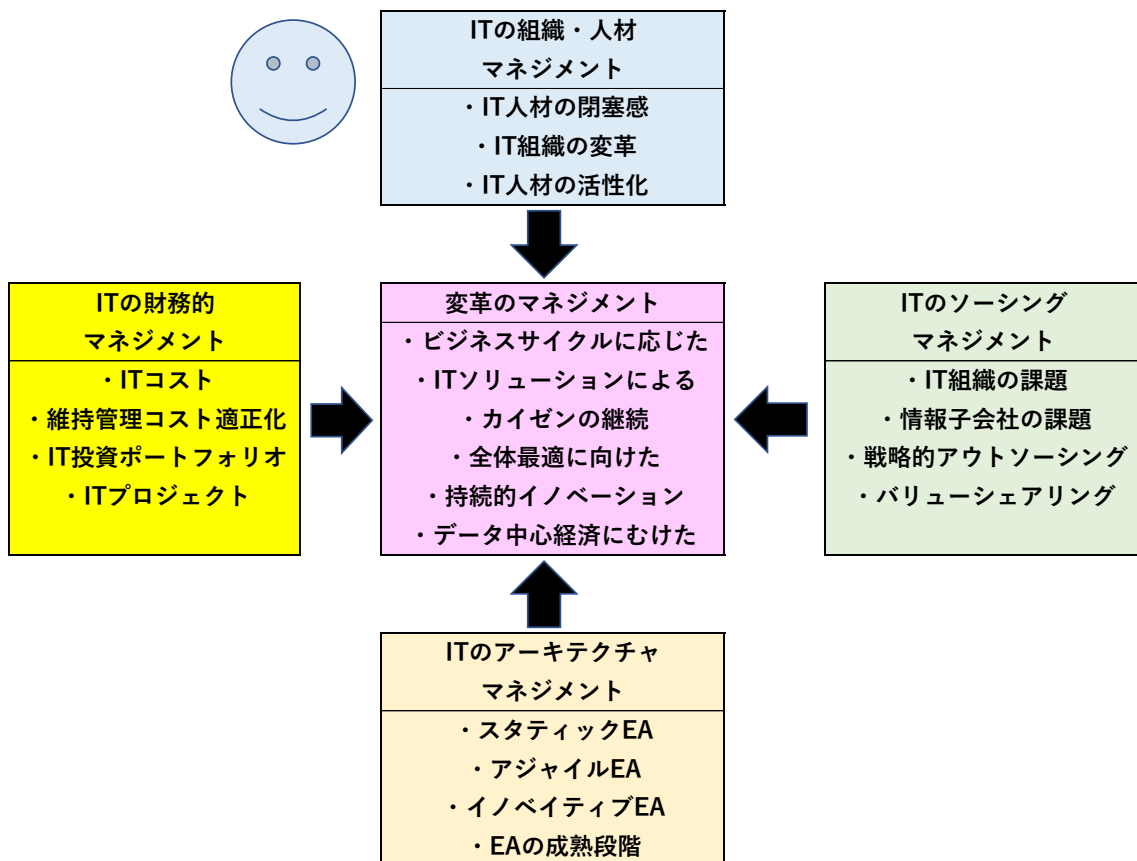 ITの組織・人材
マネジメント
・IT人材の閉塞感
・IT組織の変革
・IT人材の活性化
ITの財務的
マネジメント
・ITコスト
・維持管理コスト適正化
・IT投資ポートフォリオ
・ITプロジェクト
変革のマネジメント
・ビジネスサイクルに応じた
・ITソリューションによる
・カイゼンの継続
・全体最適に向けた
・持続的イノベーション
・データ中心経済にむけた
ITのソーシング
マネジメント
・IT組織の課題
・情報子会社の課題
・戦略的アウトソーシング
・バリューシェアリング
ITのアーキテクチャ
マネジメント
・スタティックEA
・アジャイルEA
・イノベイティブEA
・EAの成熟段階